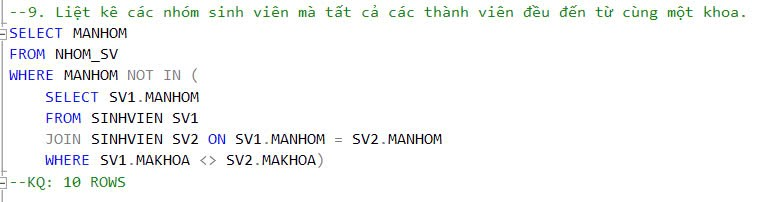 --9. Liệt kê các nhóm sinh viên mà tất cả các thành viên đều đến từ cùng một khoa.
SELECT MANHOM
FROM NHOM_SV
WHERE MANHOM NOT IN (
    SELECT SV1.MANHOM
    FROM SINHVIEN SV1
    JOIN SINHVIEN SV2 ON SV1.MANHOM = SV2.MANHOM
    WHERE SV1.MAKHOA <> SV2.MAKHOA)
--KQ: 10 ROWS